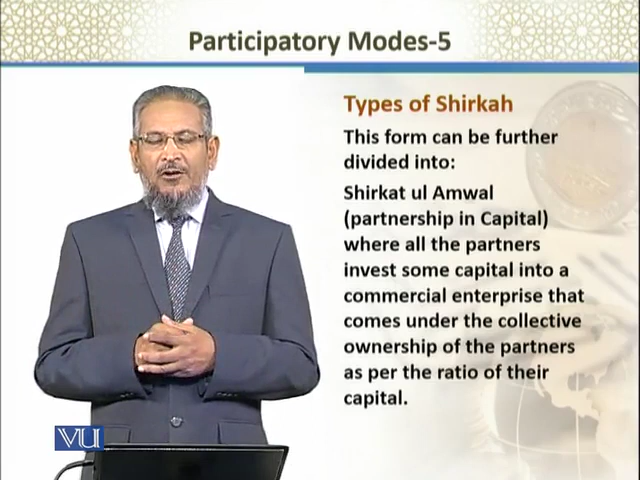 Participatory Modes-5
Types of Shirkah
This form can be further
divided into:
Shirkat ul Amwal
(partnership in Capital)
where all the partners
invest some capital into a
commercial enterprise that
comes under the collective
ownership of the partners
as per the ratio of their
capital.
VU